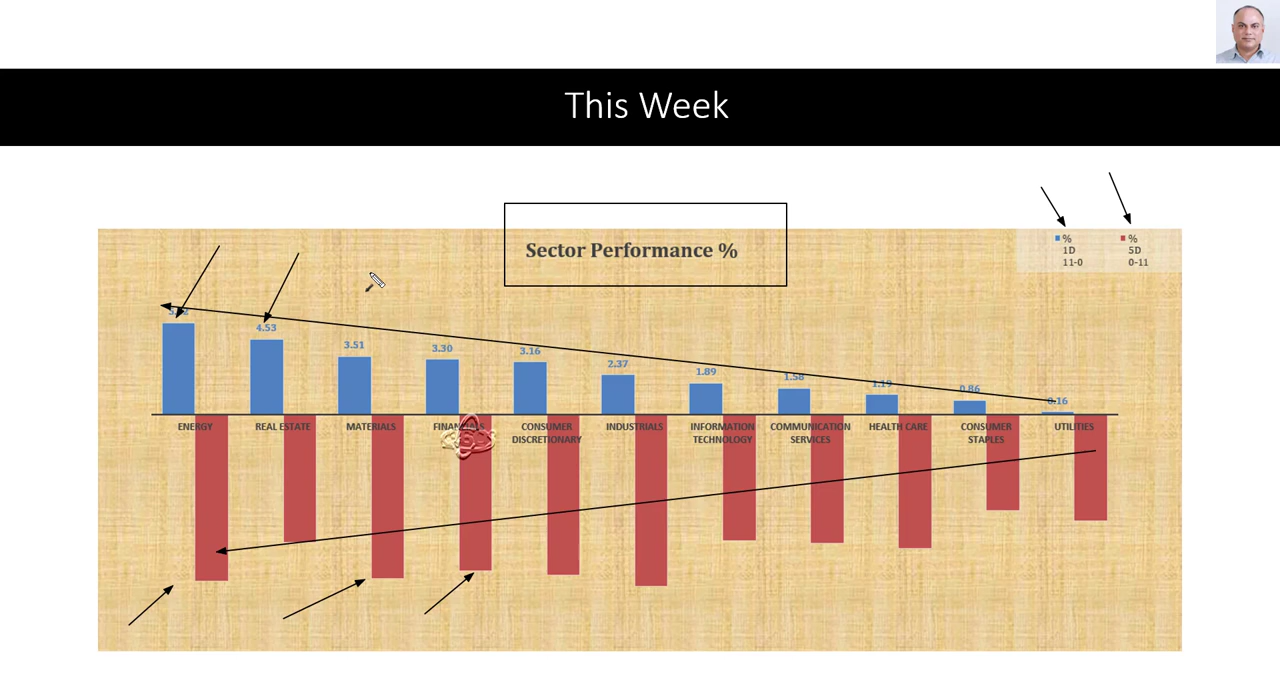 This Week
Sector Performance %
%
1D
11-0
%
5D
0-11
4.53
3.51
3.30
3.16
2.37
1.89
1.58
1.19
0.86
0.16
ENERGY
REAL ESTATE
MATERIALS
CONSUMER
DISCRETIONARY
INDUSTRIALS
INFORMATION
TECHNOLOGY
COMMUNICATION
SERVICES
HEALTH CARE
CONSUMER
STAPLES
UTILITIES